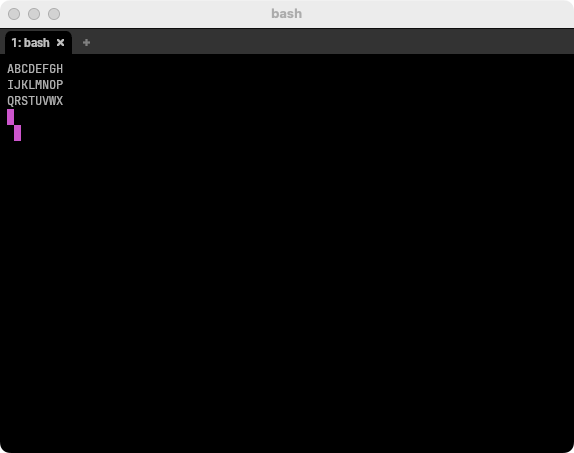 bash
1: bash × +
ABCDEFGH
IJKLMNOP
QRSTUVWX